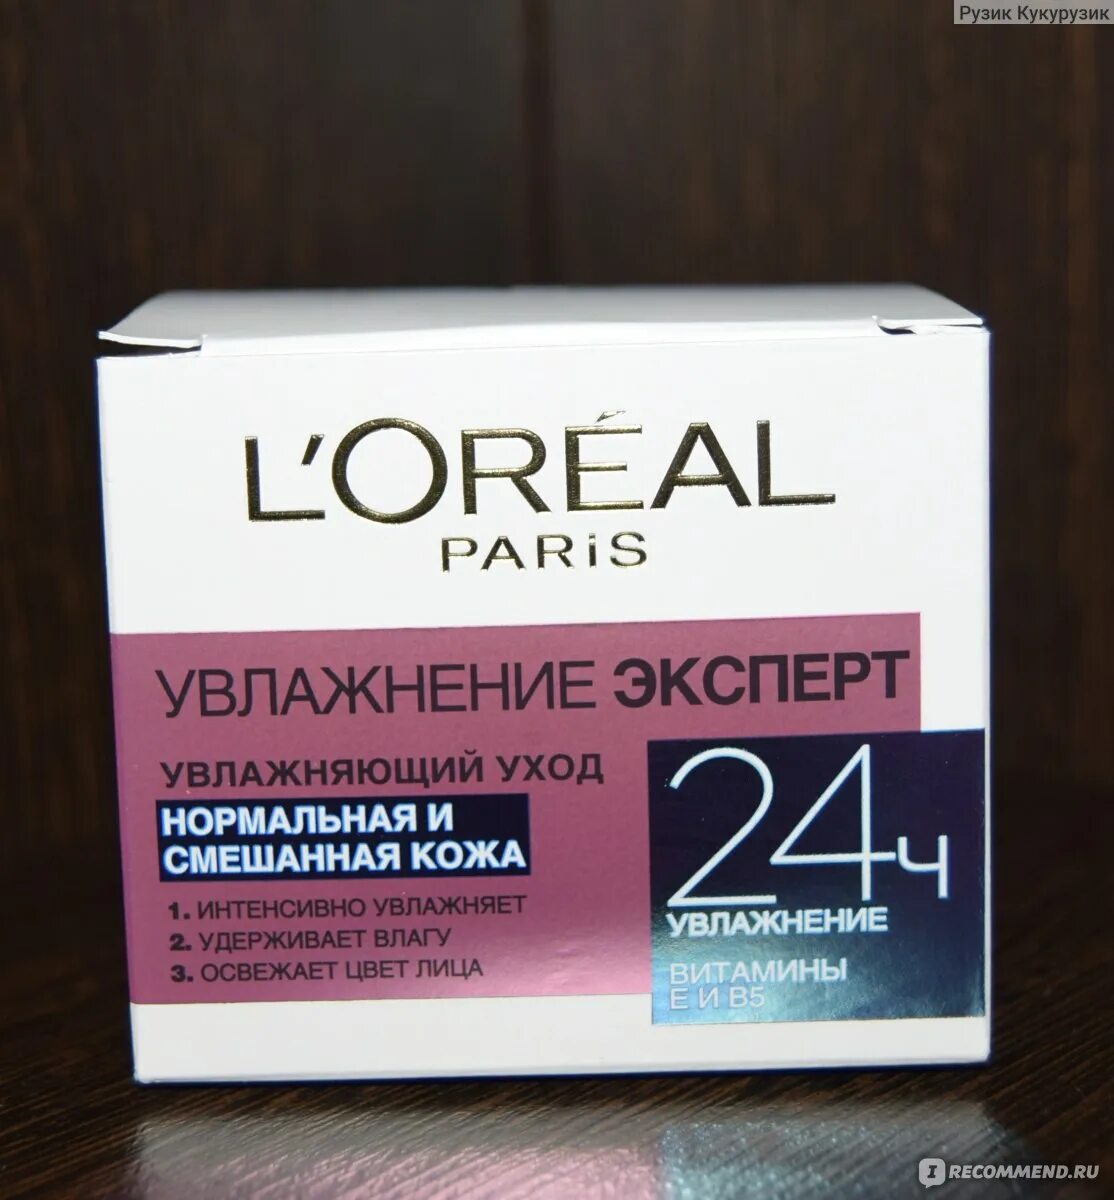 Рузик Кукурузик
L'ORÉAL
PARiS
УВЛАЖНЕНИЕ ЭКСПЕРТ
УВЛАЖНЯЮЩИЙ УХОД
НОРМАЛЬНАЯ И
СМЕШАННАЯ КОЖА
1. ИНТЕНСИВНО УВЛАЖНЯЕТ
2. УДЕРЖИВАЕТ ВЛАГУ
3. ОСВЕЖАЕТ ЦВЕТ ЛИЦА
24ч
УВЛАЖНЕНИЕ
ВИТАМИНЫ
Е И В5
IRECOMMEND.RU